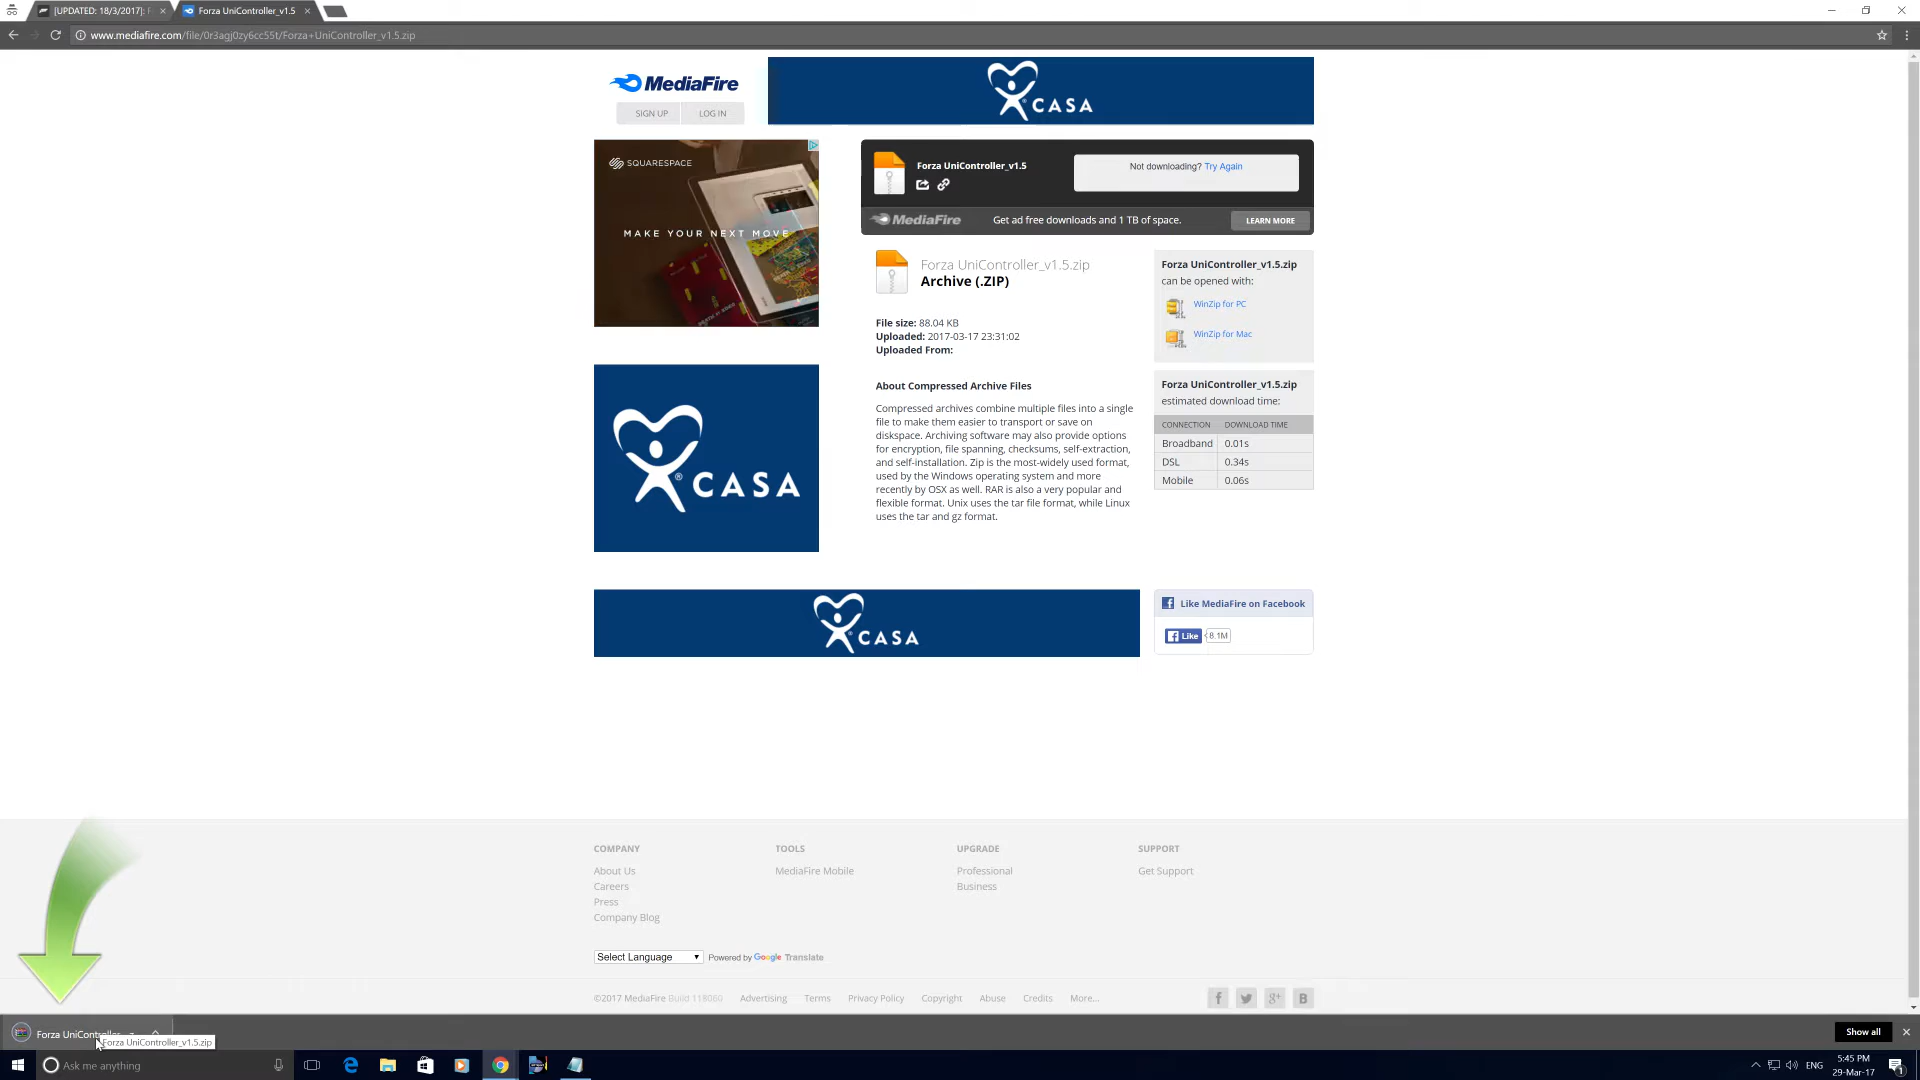 [UPDATED: 18/3/2017]: F
Forza UniController_v1.5
www.mediafire.com/file/0r3agj0zy6cc55t/Forza+UniController_v1.5.zip
MediaFire
SIGN UP
LOG IN
® CASA
SQUARESPACE
MAKE YOUR NEXT MOVE
Forza UniController_v1.5
Not downloading? Try Again
MediaFire
Get ad free downloads and 1 TB of space.
LEARN MORE
Forza UniController_v1.5.zip
Archive (.ZIP)
File size: 88.04 KB
Uploaded: 2017-03-17 23:31:02
Uploaded From:
About Compressed Archive Files
Compressed archives combine multiple files into a single
file to make them easier to transport or save on
diskspace. Archiving software may also provide options
for encryption, file spanning, checksums, self-extraction,
and self-installation. Zip is the most-widely used format,
used by the Windows operating system and more
recently by OSX as well. RAR is also a very popular and
flexible format. Unix uses the tar file format, while Linux
uses the tar and gz format.
Forza UniController_v1.5.zip
can be opened with:
WinZip for PC
WinZip for Mac
Forza UniController_v1.5.zip
estimated download time:
CONNECTION DOWNLOAD TIME
Broadband 0.01s
DSL 0.34s
Mobile 0.06s
® CASA
® CASA
Like MediaFire on Facebook
Like 8.1M
COMPANY
About Us
Careers
Press
Company Blog
TOOLS
MediaFire Mobile
UPGRADE
Professional
Business
SUPPORT
Get Support
Select Language
Powered by Google Translate
©2017 MediaFire Build 118060
Advertising
Terms
Privacy Policy
Copyright
Abuse
Credits
More...
Forza UniController_v1.5.zip
Show all
Ask me anything
ENG
5:45 PM
29-Mar-17